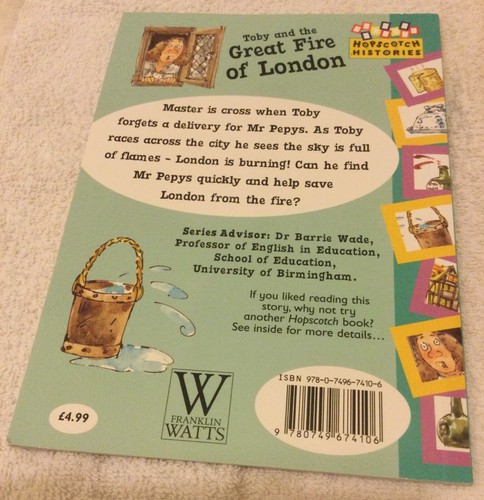 Toby and the
Great Fire
of London
HOPSCOTCH
HISTORIES
Master is cross when Toby
forgets a delivery for Mr Pepys. As Toby
races across the city he sees the sky is full
of flames – London is burning! Can he find
Mr Pepys quickly and help save
London from the fire?
Series Advisor: Dr Barrie Wade,
Professor of English in Education,
School of Education,
University of Birmingham.
If you liked reading this
story, why not try
another Hopscotch book?
See inside for more details...
£4.99
W
FRANKLIN
WATTS
ISBN 978-0-7496-7410-6
9 780749 674106